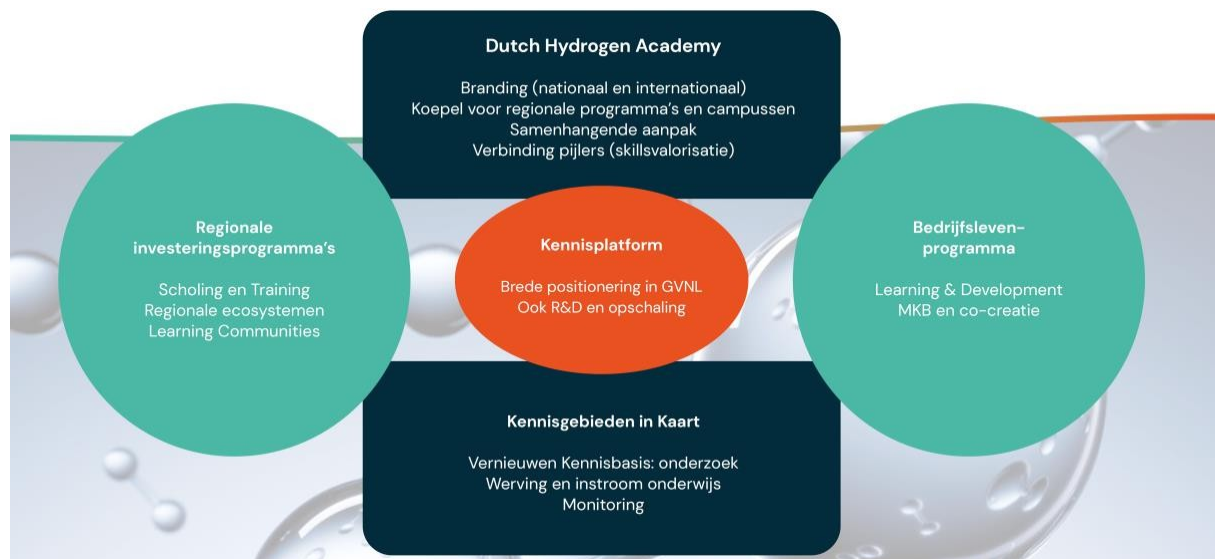 Dutch Hydrogen Academy
Branding (nationaal en internationaal)
Koepel voor regionale programma's en campussen
Samenhangende aanpak
Verbinding pijlers (skillsvalorisatie)
Regionale
investeringsprogramma's
Scholing en Training
Regionale ecosystemen
Learning Communities
Kennisplatform
Brede positionering in GVNL
Ook R&D en opschaling
Bedrijfsleven-
programma
Learning & Development
MKB en co-creatie
Kennisgebieden in Kaart
Vernieuwen Kennisbasis: onderzoek
Werving en instroom onderwijs
Monitoring